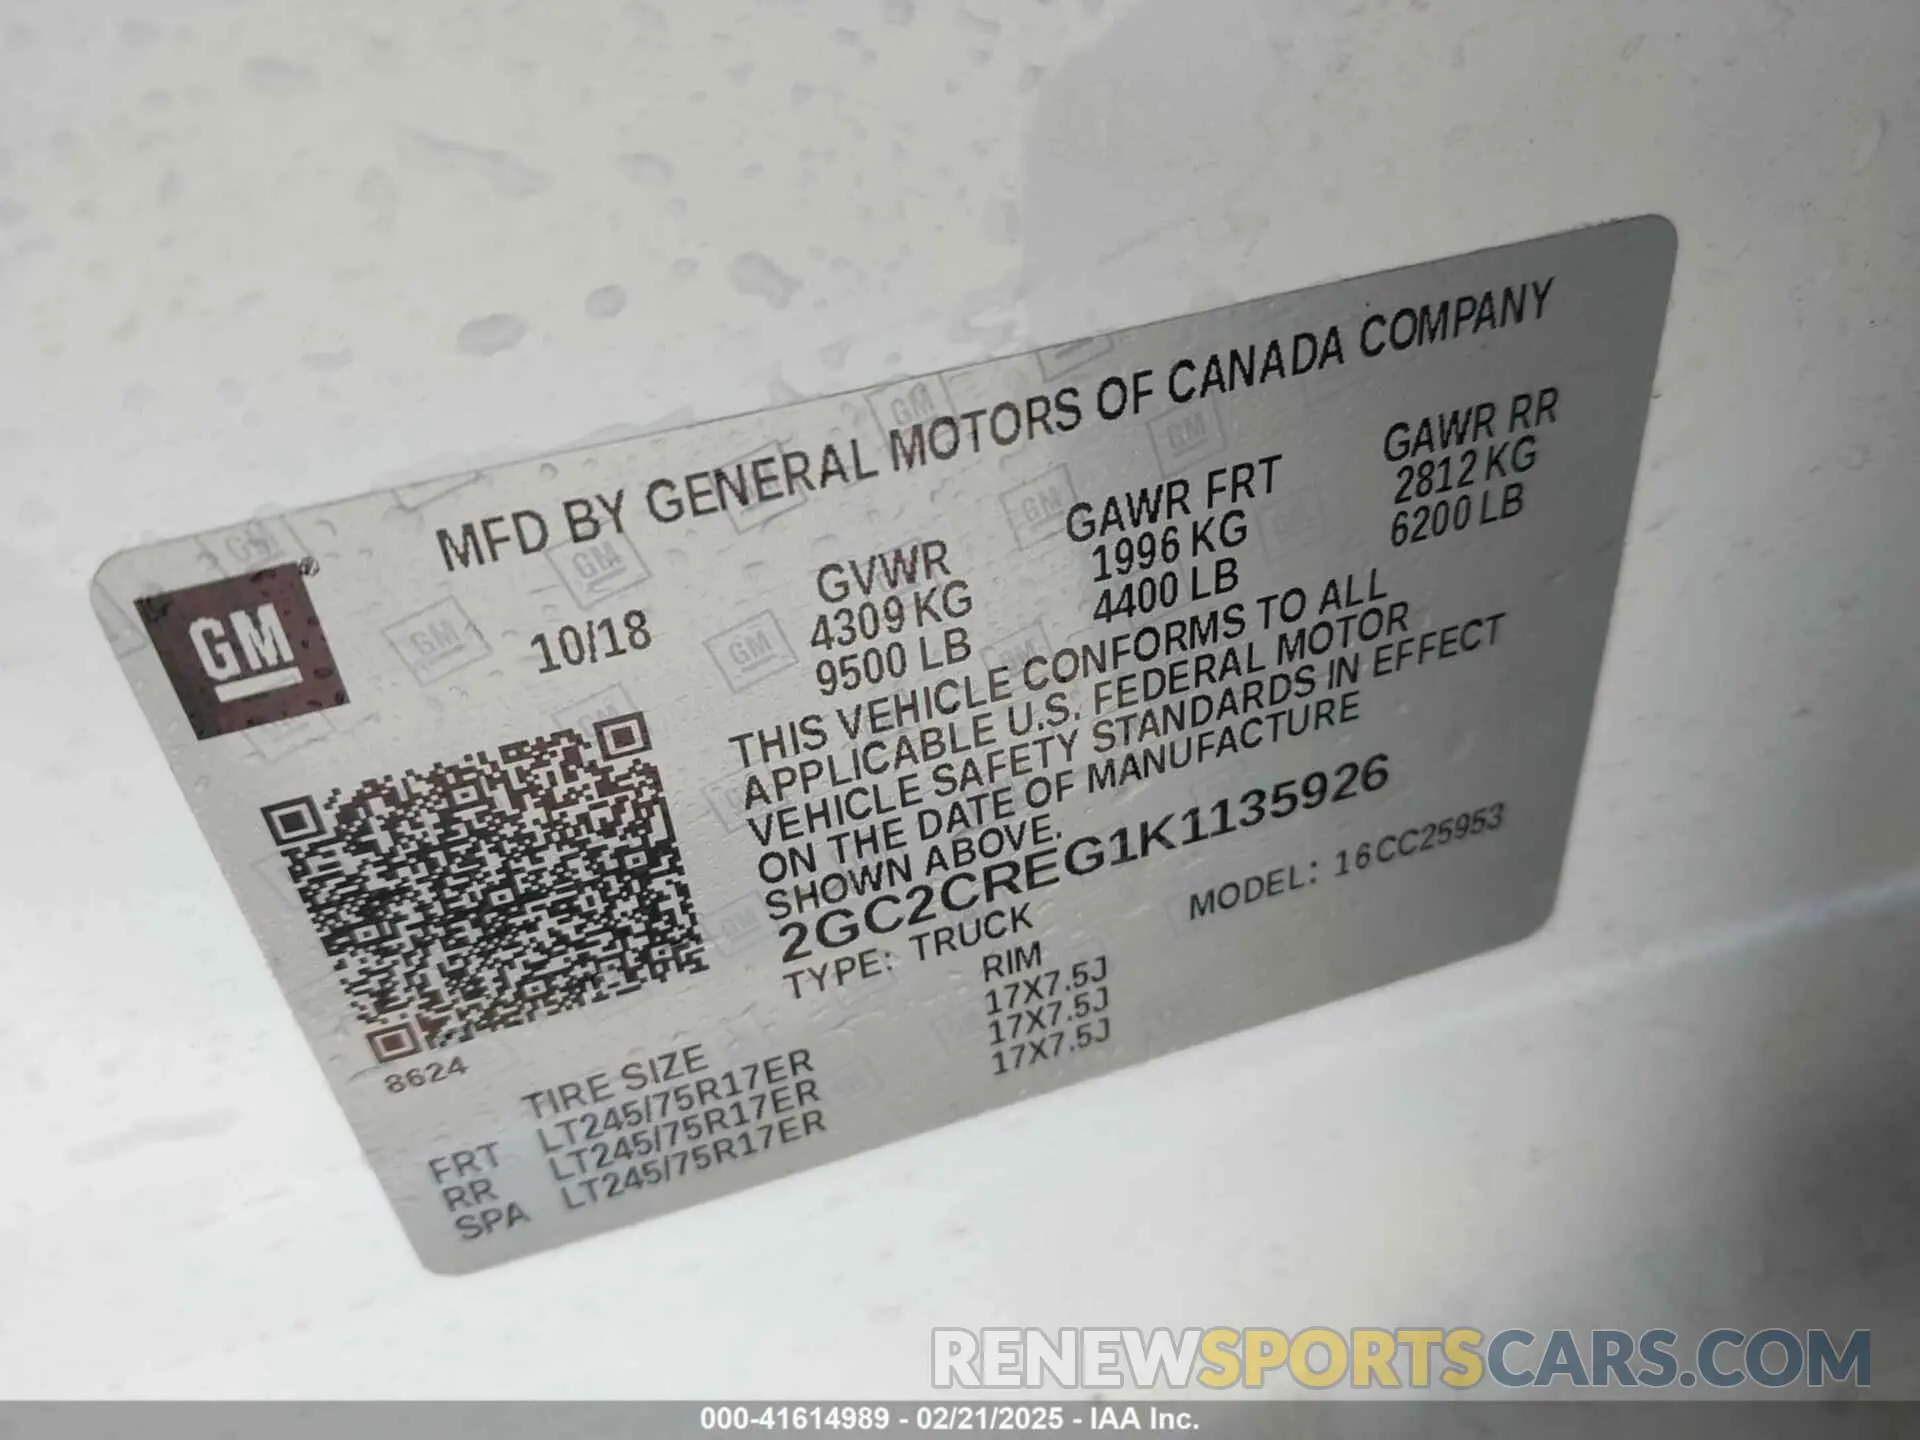 MFD BY GENERAL MOTORS OF CANADA COMPANY
GM ®
10/18
GVWR GAWR FRT GAWR RR
4309 KG 1996 KG 2812 KG
9500 LB 4400 LB 6200 LB
THIS VEHICLE CONFORMS TO ALL
APPLICABLE U.S. FEDERAL MOTOR
VEHICLE SAFETY STANDARDS IN EFFECT
ON THE DATE OF MANUFACTURE
SHOWN ABOVE.
2GC2CREG1K1135926
TYPE: TRUCK MODEL: 16CC25953
8624
TIRE SIZE RIM
FRT LT245/75R17ER 17X7.5J
RR LT245/75R17ER 17X7.5J
SPA LT245/75R17ER 17X7.5J
RENEWSPORTSCARS.COM
000-41614989 - 02/21/2025 - IAA Inc.